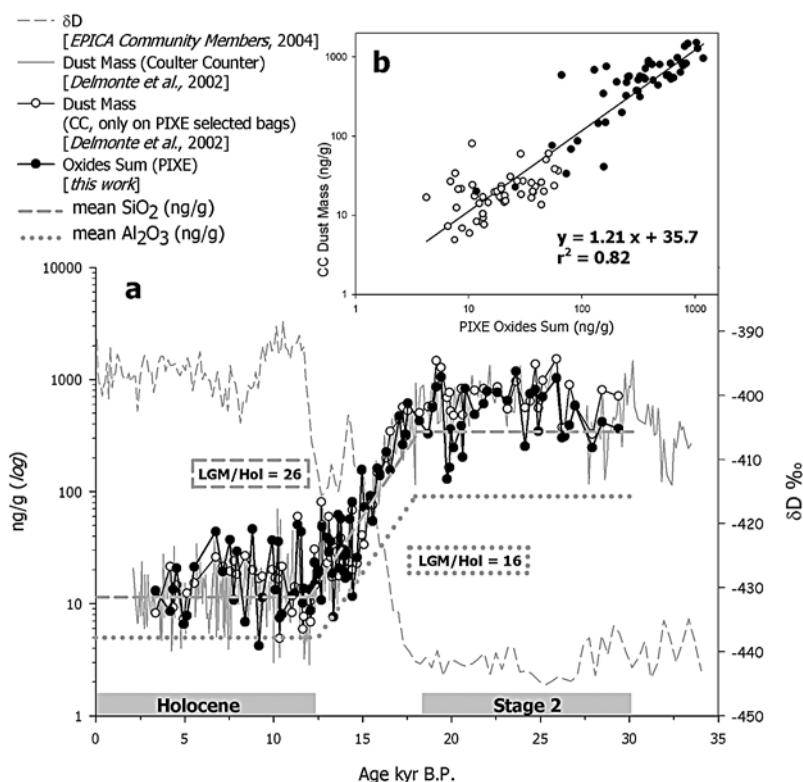 δD
[EPICA Community Members, 2004]
Dust Mass (Coulter Counter)
[Delmonte et al., 2002]
Dust Mass
(CC, only on PIXE selected bags)
[Delmonte et al., 2002]
Oxides Sum (PIXE)
[this work]
mean SiO₂ (ng/g)
mean Al₂O₃ (ng/g)
b
CC Dust Mass (ng/g)
1000
100
10
1
y = 1.21 x + 35.7
r² = 0.82
1 10 100 1000
PIXE Oxides Sum (ng/g)
a
ng/g (log)
10000
1000
100
10
1
LGM/Hol = 26
LGM/Hol = 16
δD ‰
-390
-400
-410
-420
-430
-440
-450
Holocene Stage 2
0 5 10 15 20 25 30 35
Age kyr B.P.